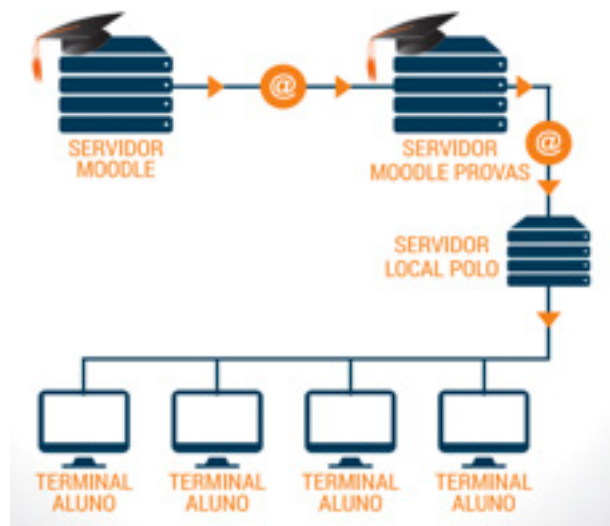 @
SERVIDOR
MOODLE
SERVIDOR
MOODLE PROVAS
@
SERVIDOR
LOCAL POLO
TERMINAL
ALUNO
TERMINAL
ALUNO
TERMINAL
ALUNO
TERMINAL
ALUNO